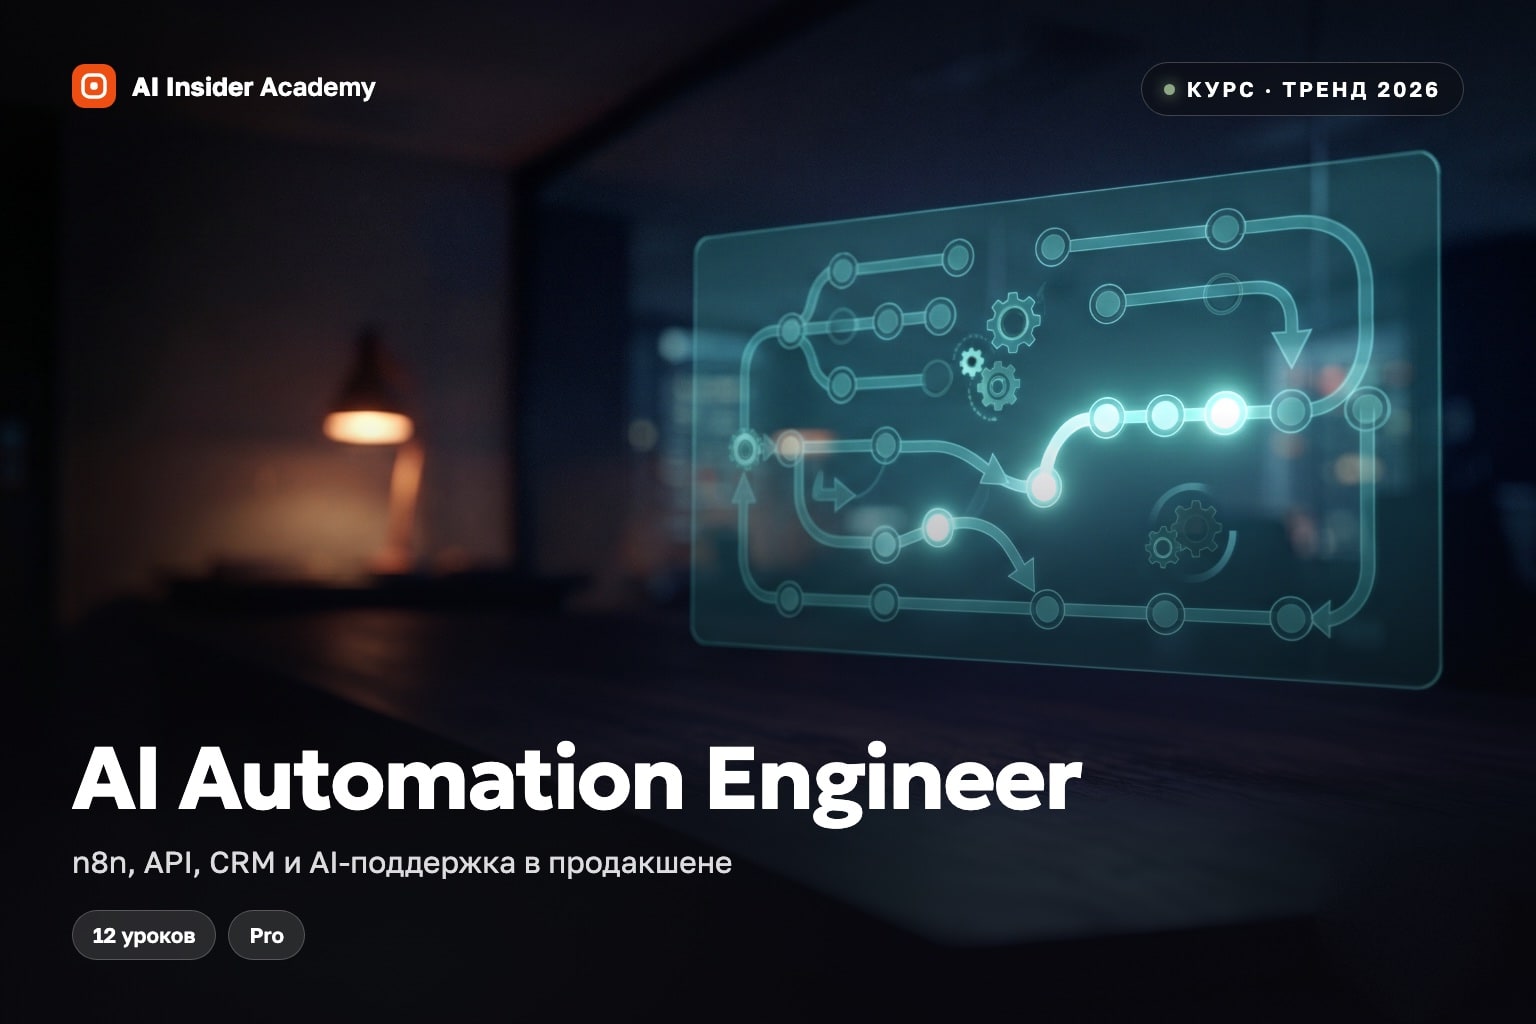 AI Insider Academy
КУРС · ТРЕНД 2026
AI Automation Engineer
n8n, API, CRM и AI-поддержка в продакшене
12 уроков
Pro